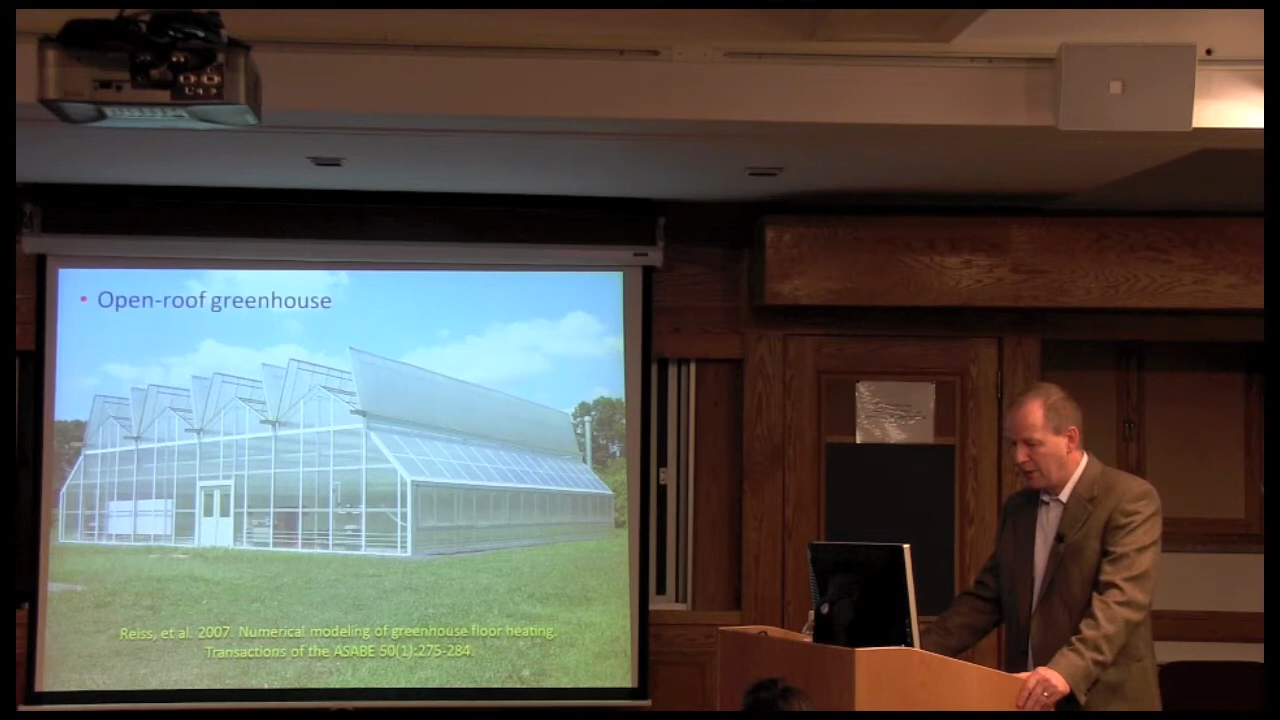 • Open-roof greenhouse
Reiss, et al. 2007. Numerical modeling of greenhouse floor heating.
Transactions of the ASABE 50(1):275-284.